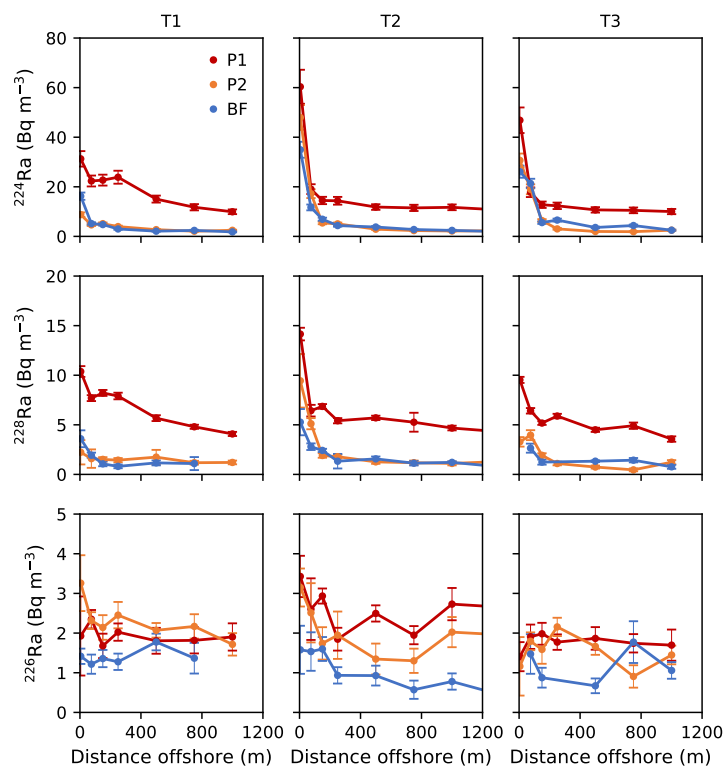 T1 T2 T3
80
60
40
20
0
²²⁴Ra (Bq m⁻³)
P1
P2
BF
20
15
10
5
0
²²⁸Ra (Bq m⁻³)
5
4
3
2
1
0
²²⁶Ra (Bq m⁻³)
0 400 800 1200 0 400 800 1200 0 400 800 1200
Distance offshore (m) Distance offshore (m) Distance offshore (m)